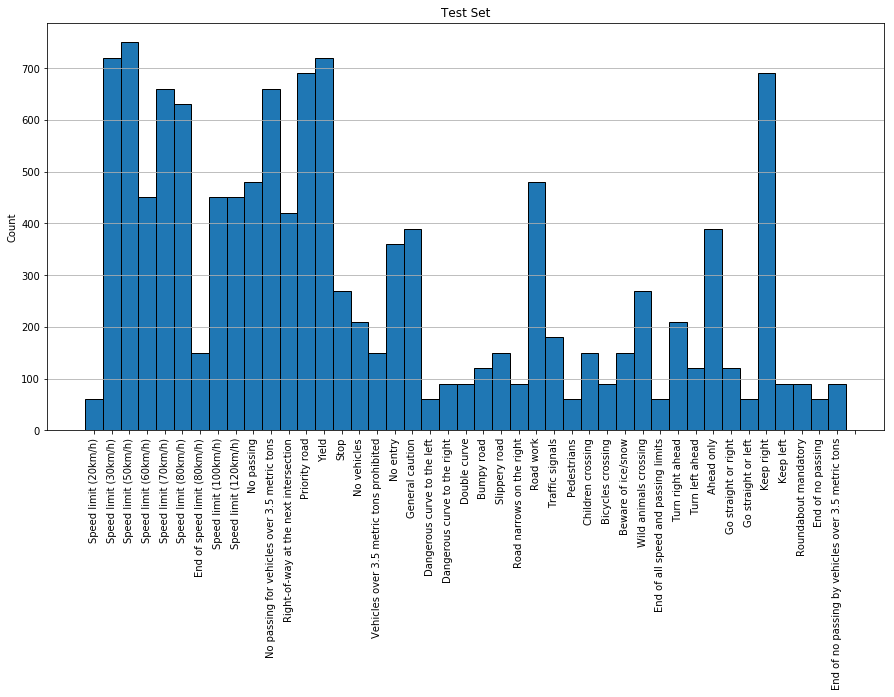 Test Set
Count
700
600
500
400
300
200
100
0
Speed limit (20km/h)
Speed limit (30km/h)
Speed limit (50km/h)
Speed limit (60km/h)
Speed limit (70km/h)
Speed limit (80km/h)
End of speed limit (80km/h)
Speed limit (100km/h)
Speed limit (120km/h)
No passing
No passing for vehicles over 3.5 metric tons
Right-of-way at the next intersection
Priority road
Yield
Stop
No vehicles
Vehicles over 3.5 metric tons prohibited
No entry
General caution
Dangerous curve to the left
Dangerous curve to the right
Double curve
Bumpy road
Slippery road
Road narrows on the right
Road work
Traffic signals
Pedestrians
Children crossing
Bicycles crossing
Beware of ice/snow
Wild animals crossing
End of all speed and passing limits
Turn right ahead
Turn left ahead
Ahead only
Go straight or right
Go straight or left
Keep right
Keep left
Roundabout mandatory
End of no passing
End of no passing by vehicles over 3.5 metric tons